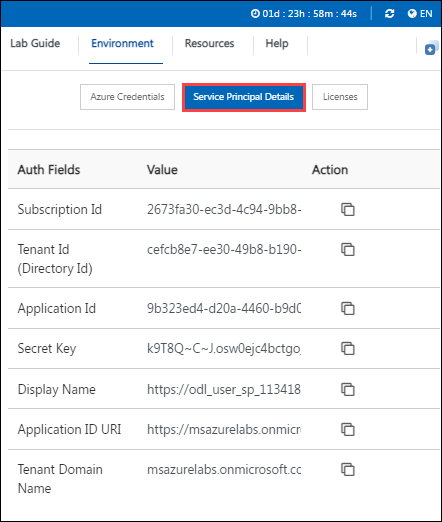 01d : 23h : 58m : 44s EN
Lab Guide Environment Resources Help
Azure Credentials Service Principal Details Licenses
Auth Fields Value Action
Subscription Id 2673fa30-ec3d-4c94-9bb8-
Tenant Id
(Directory Id) cefcb8e7-ee30-49b8-b190-
Application Id 9b323ed4-d20a-4460-b9d0
Secret Key k9T8Q~C~J.osw0ejc4bctgo
Display Name https://odl_user_sp_113418
Application ID URI https://msazurelabs.onmicro
Tenant Domain
Name msazurelabs.onmicrosoft.cc